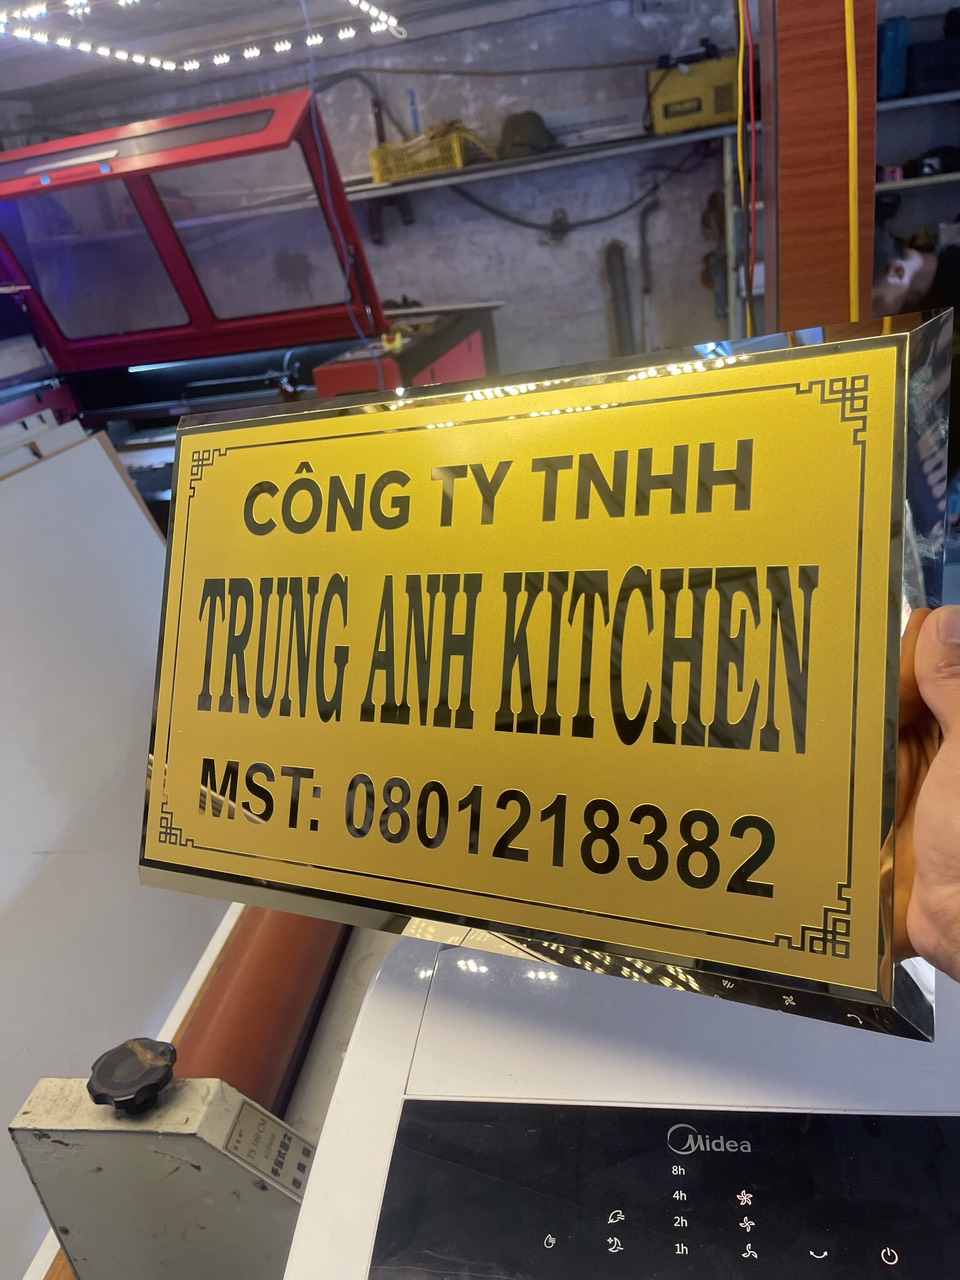 CÔNG TY TNHH
TRUNG ANH KITCHEN
MST: 0801218382
Midea
8h
4h
2h
1h